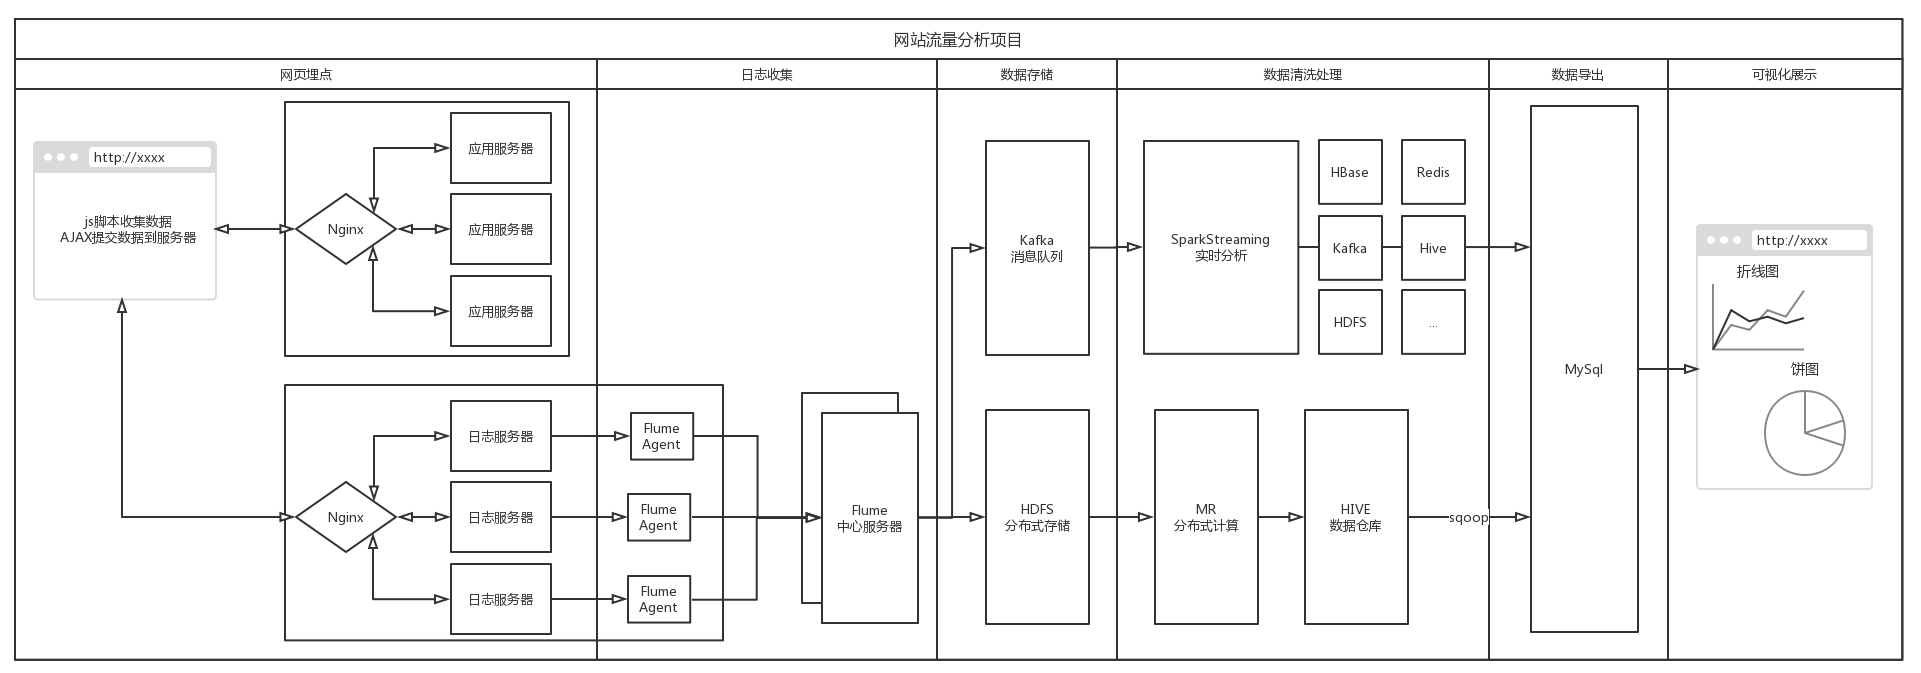 网站流量分析项目
网页埋点
日志收集
数据存储
数据清洗处理
数据导出
可视化展示
http://xxxx
js脚本收集数据
AJAX提交数据到服务器
Nginx
应用服务器
应用服务器
应用服务器
Nginx
日志服务器
日志服务器
日志服务器
Flume
Agent
Flume
Agent
Flume
Agent
Flume
中心服务器
Kafka
消息队列
HDFS
分布式存储
SparkStreaming
实时分析
HBase
Redis
Kafka
Hive
HDFS
...
MR
分布式计算
HIVE
数据仓库
sqoop
MySql
http://xxxx
折线图
饼图